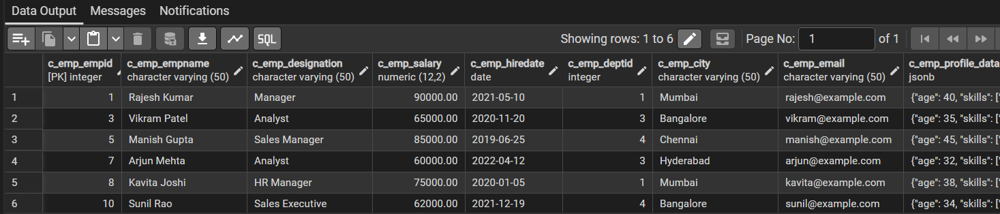 Data Output Messages Notifications
SQL Showing rows: 1 to 6 Page No: 1 of 1
c_emp_empid c_emp_empname c_emp_designation c_emp_salary c_emp_hiredate c_emp_deptid c_emp_city c_emp_email c_emp_profile_data
[PK] integer character varying (50) character varying (50) numeric (12,2) date integer character varying (50) character varying (50) jsonb
1 1 Rajesh Kumar Manager 90000.00 2021-05-10 1 Mumbai rajesh@example.com {"age": 40, "skills": ["
2 3 Vikram Patel Analyst 65000.00 2020-11-20 3 Bangalore vikram@example.com {"age": 35, "skills": ["
3 5 Manish Gupta Sales Manager 85000.00 2019-06-25 4 Chennai manish@example.com {"age": 45, "skills": ["
4 7 Arjun Mehta Analyst 60000.00 2022-04-12 3 Hyderabad arjun@example.com {"age": 32, "skills": ["
5 8 Kavita Joshi HR Manager 75000.00 2020-01-05 1 Mumbai kavita@example.com {"age": 38, "skills": ["
6 10 Sunil Rao Sales Executive 62000.00 2021-12-19 4 Bangalore sunil@example.com {"age": 34, "skills": ["